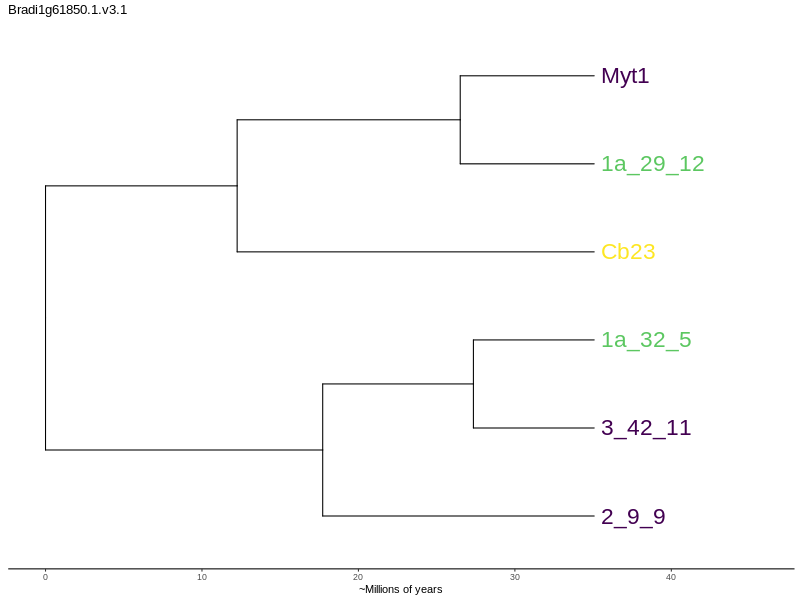 Bradi1g61850.1.v3.1
Myt1
1a_29_12
Cb23
1a_32_5
3_42_11
2_9_9
0 10 20 30 40
~Millions of years